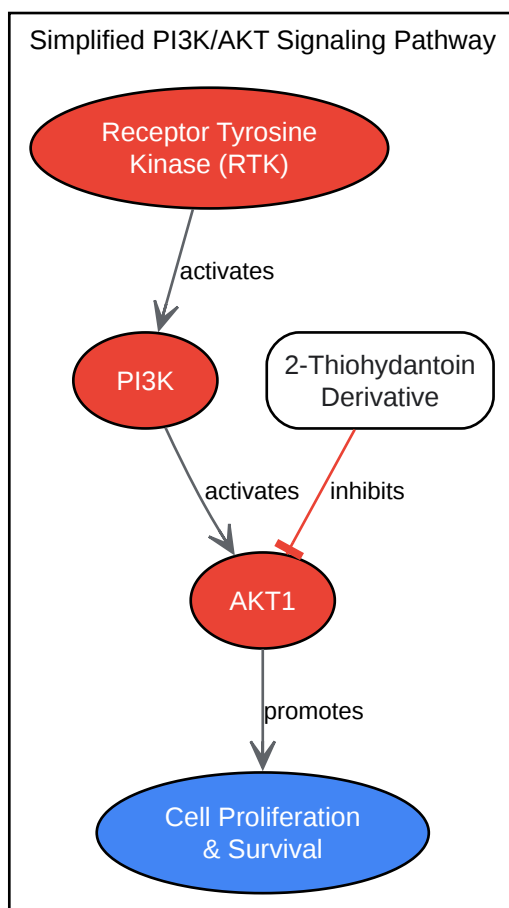 Simplified PI3K/AKT Signaling Pathway
Receptor Tyrosine
Kinase (RTK)
activates
PI3K
2-Thiohydantoin
Derivative
activates
inhibits
AKT1
promotes
Cell Proliferation
& Survival